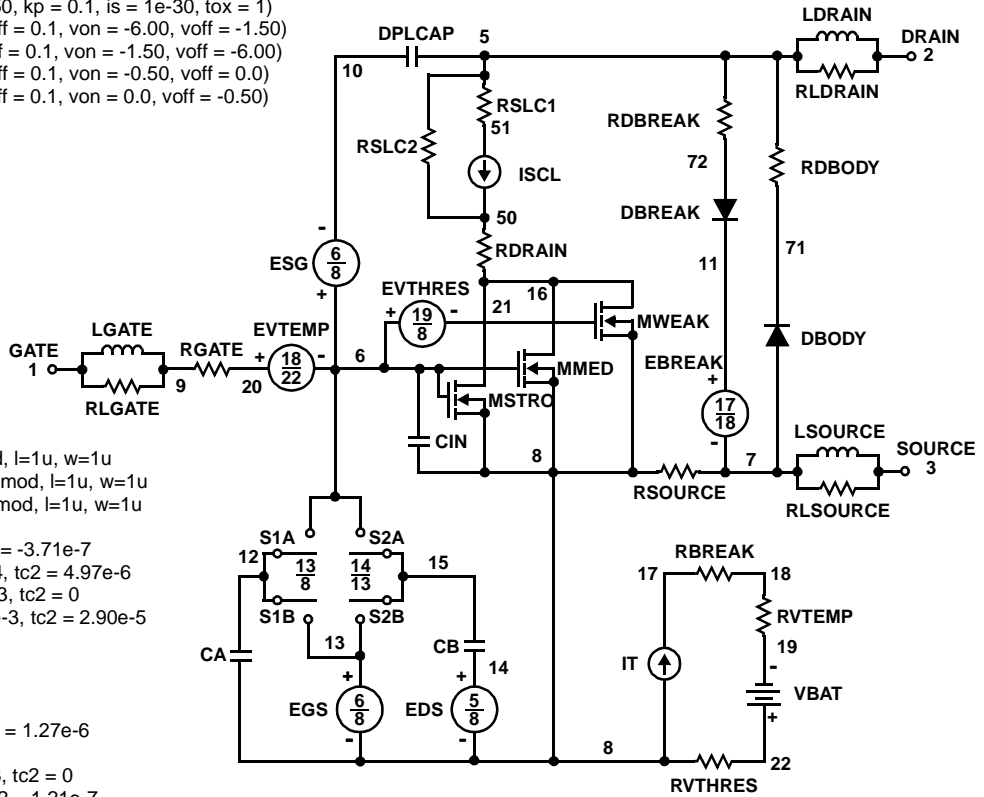 50, kp = 0.1, is = 1e-30, tox = 1)
off = 0.1, von = -6.00, voff = -1.50)
ff = 0.1, von = -1.50, voff = -6.00)
ff = 0.1, von = -0.50, voff = 0.0)
ff = 0.1, von = 0.0, voff = -0.50)
LDRAIN
DPLCAP
5
DRAIN
2
10
RLDRAIN
RSLC1
51
RDBREAK
RSLC2
72
RDBODY
ISCL
DBREAK
50
71
RDRAIN
11
ESG
6
8
-
+
EVTHRES
16
21
+
19
8
-
MWEAK
LGATE
EVTEMP
GATE
1
RGATE
+
18
22
-
6
EBREAK
DBODY
MMED
9
20
RLGATE
MSTRO
+
17
18
-
LSOURCE
CIN
8
7
SOURCE
3
RSOURCE
RLSOURCE
d, l=1u, w=1u
mod, l=1u, w=1u
mod, l=1u, w=1u
= -3.71e-7
4, tc2 = 4.97e-6
3, tc2 = 0
e-3, tc2 = 2.90e-5
S1A
S2A
12
13
8
14
13
15
S1B
S2B
13
RBREAK
17
18
RVTEMP
19
CA
CB
14
IT
-
VBAT
+
+
EGS
6
8
-
+
EDS
5
8
-
8
22
RVTHRES
= 1.27e-6
, tc2 = 0